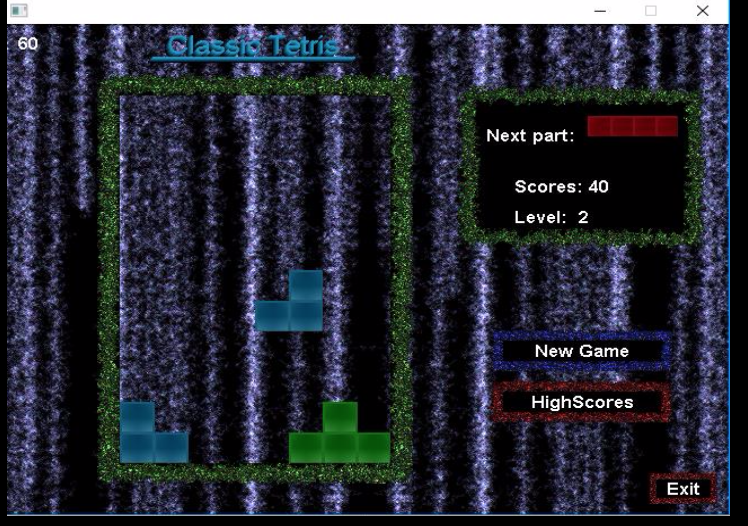 60
Classic Tetris
Next part:
Scores: 40
Level: 2
New Game
HighScores
Exit